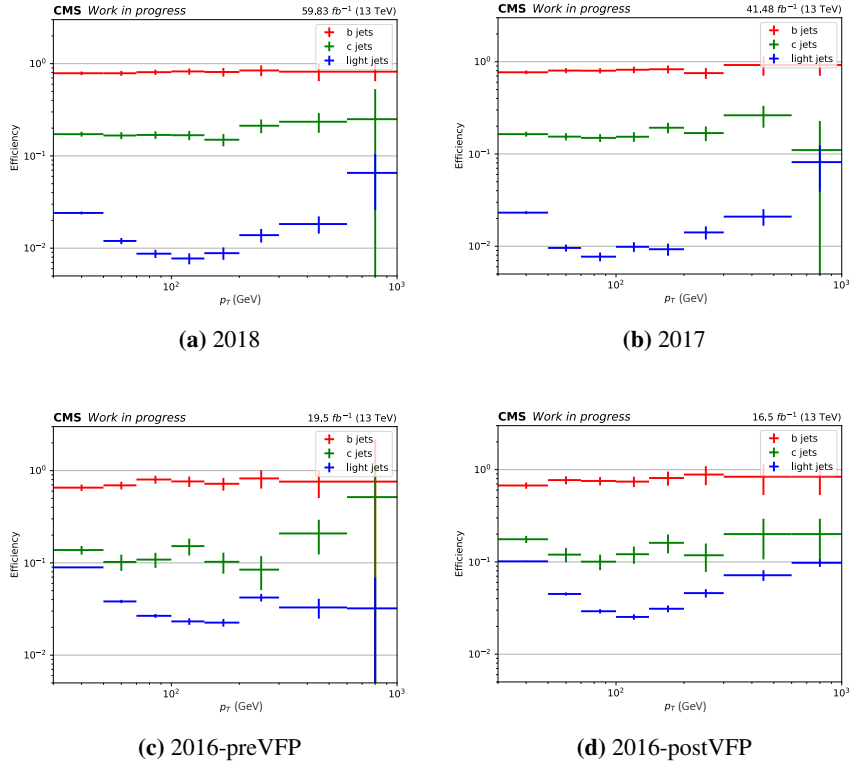 CMS Work in progress 59.83 fb⁻¹ (13 TeV)
b jets
c jets
light jets
10⁰
10⁻¹
10⁻²
Efficiency
10²
10³
p_T (GeV)
(a) 2018
CMS Work in progress 41.48 fb⁻¹ (13 TeV)
b jets
c jets
light jets
10⁰
10⁻¹
10⁻²
Efficiency
10²
10³
p_T (GeV)
(b) 2017
CMS Work in progress 19.5 fb⁻¹ (13 TeV)
b jets
c jets
light jets
10⁰
10⁻¹
10⁻²
Efficiency
10²
10³
p_T (GeV)
(c) 2016-preVFP
CMS Work in progress 16.5 fb⁻¹ (13 TeV)
b jets
c jets
light jets
10⁰
10⁻¹
10⁻²
Efficiency
10²
10³
p_T (GeV)
(d) 2016-postVFP